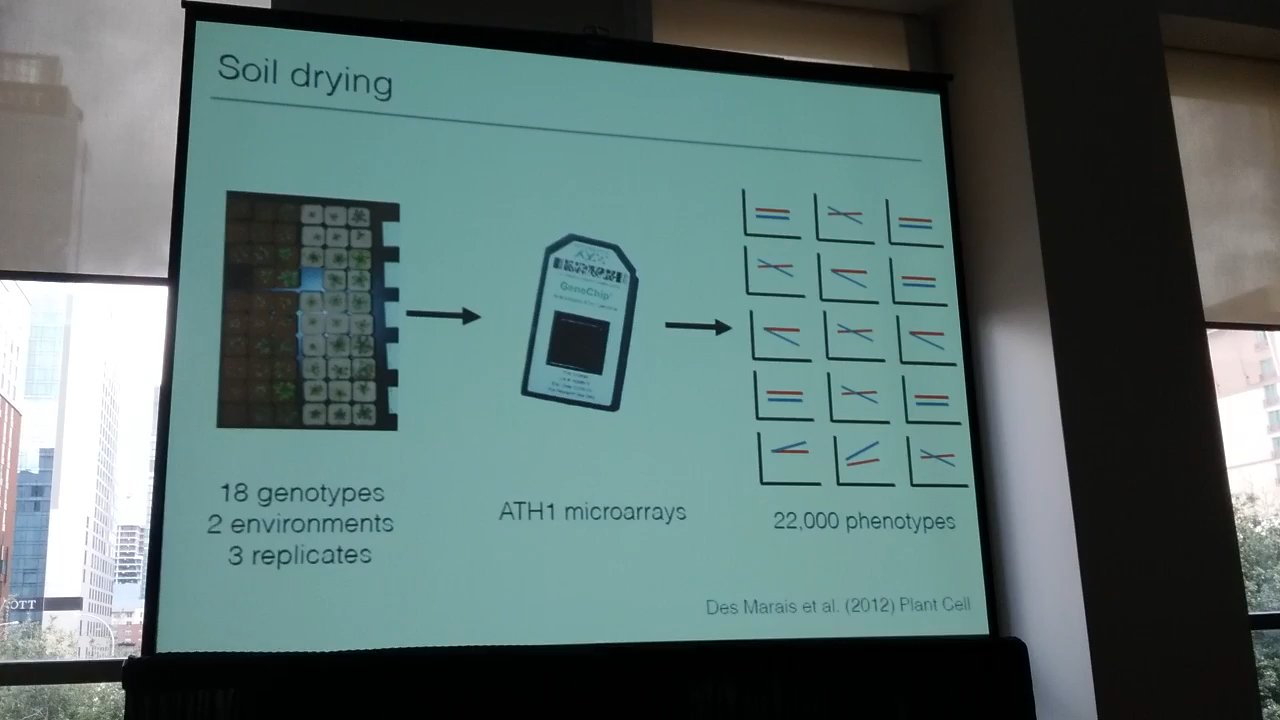 Soil drying
GeneChip
18 genotypes
2 environments
3 replicates
ATH1 microarrays
22,000 phenotypes
Des Marais et al. (2012) Plant Cell